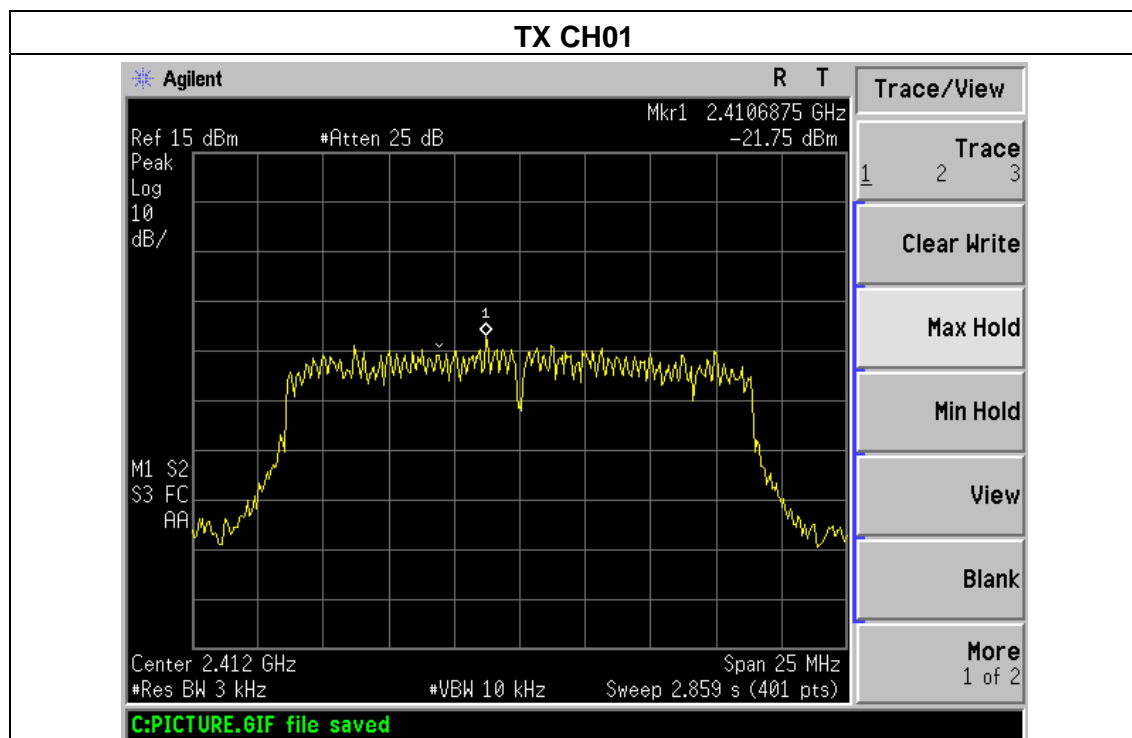 TX CH01
Agilent R T
Mkr1 2.4106875 GHz
Ref 15 dBm #Atten 25 dB -21.75 dBm
Peak
Log
10
dB/
1
M1 S2
S3 FC
AA
Center 2.412 GHz Span 25 MHz
#Res BW 3 kHz #VBW 10 kHz Sweep 2.859 s (401 pts)
C:PICTURE.GIF file saved
Trace/View
Trace
1 2 3
Clear Write
Max Hold
Min Hold
View
Blank
More
1 of 2